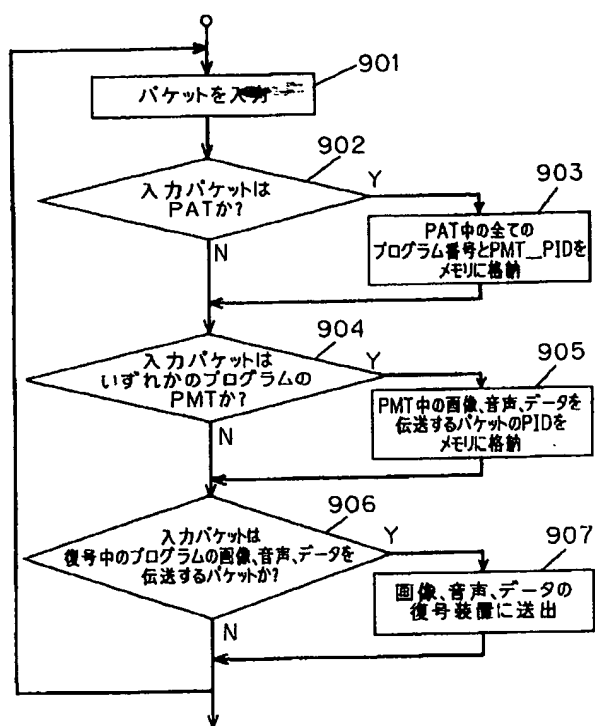 901
パケットを入力
902
入力パケットは
PATか?
Y
N
903
PAT中の全ての
プログラム番号とPMT_PIDを
メモリに格納
904
入力パケットは
いずれかのプログラムの
PMTか?
Y
N
905
PMT中の画像、音声、データを
伝送するパケットのPIDを
メモリに格納
906
入力パケットは
復号中のプログラムの画像、音声、データを
伝送するパケットか?
Y
N
907
画像、音声、データの
復号装置に送出